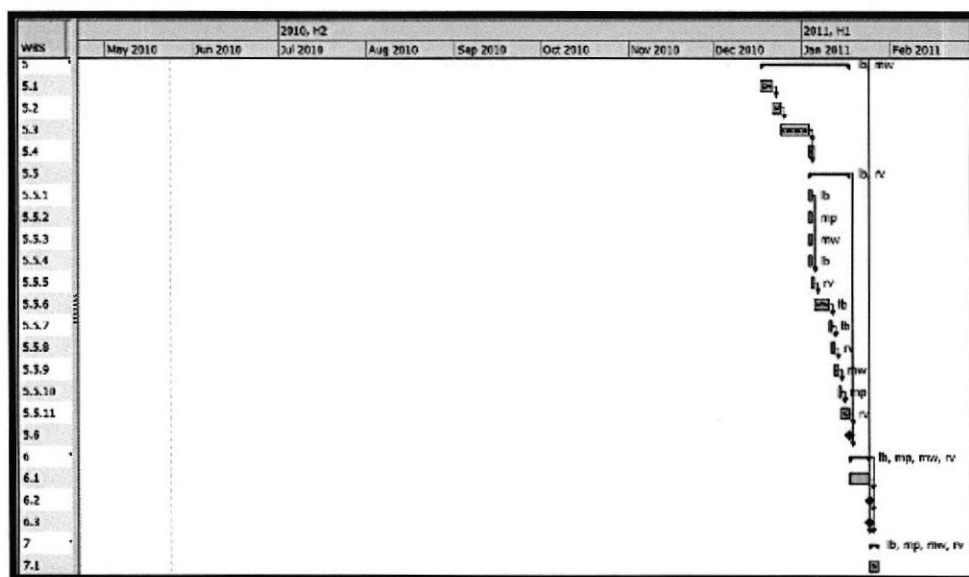 2010, H2 2011, H1
WBS May 2010 Jun 2010 Jul 2010 Aug 2010 Sep 2010 Oct 2010 Nov 2010 Dec 2010 Jan 2011 Feb 2011
5 lb, mw
5.1
5.2
5.3
5.4
5.5 lb, rv
5.5.1 lb
5.5.2 mp
5.5.3 mw
5.5.4 lb
5.5.5 rv
5.5.6 lb
5.5.7 lb
5.5.8 rv
5.5.9 mw
5.5.10 mp
5.5.11 rv
5.6
6 lb, mp, mw, rv
6.1
6.2
6.3
7 lb, mp, mw, rv
7.1